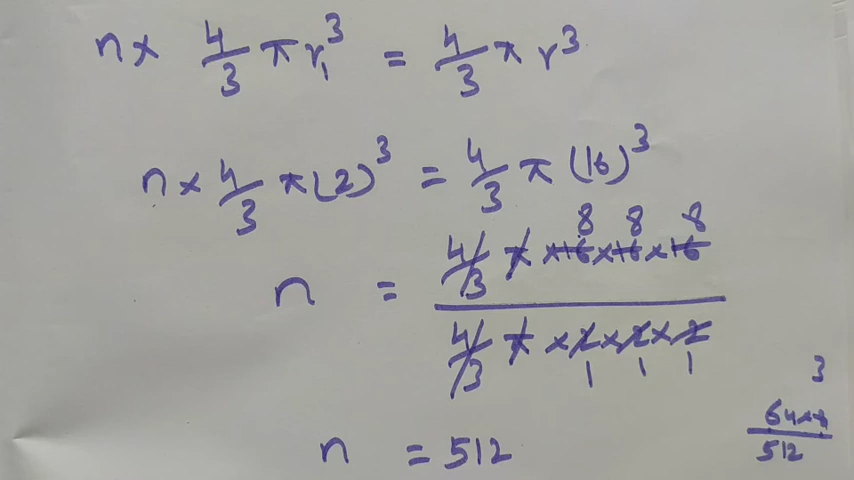 n × 4/3 π r₁³ = 4/3 π r³
n × 4/3 π (2)³ = 4/3 π (16)³
8 8 8
n = 4/3 π × 16 × 16 × 16
4/3 π × 2 × 2 × 2
1 1 1
n = 512
3
64×8
512